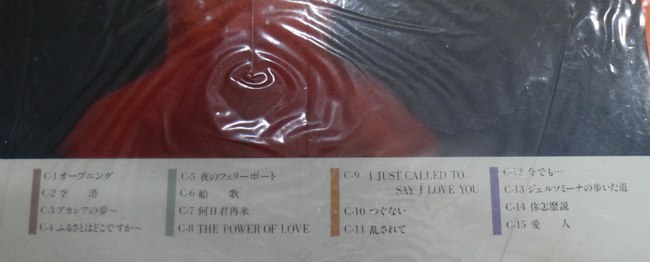 C-1 オープニング
C-2 空 港
C-3 アカシアの夢〜
C-4 ふるさとはどこですか〜
C-5 夜のフェリーボート
C-6 船 歌
C-7 何日君再来
C-8 THE POWER OF LOVE
C-9 I JUST CALLED TO
SAY I LOVE YOU
C-10 つぐない
C-11 乱されて
C-12 今でも…
C-13 ジェルソミーナの歩いた道
C-14 你怎麼説
C-15 愛 人